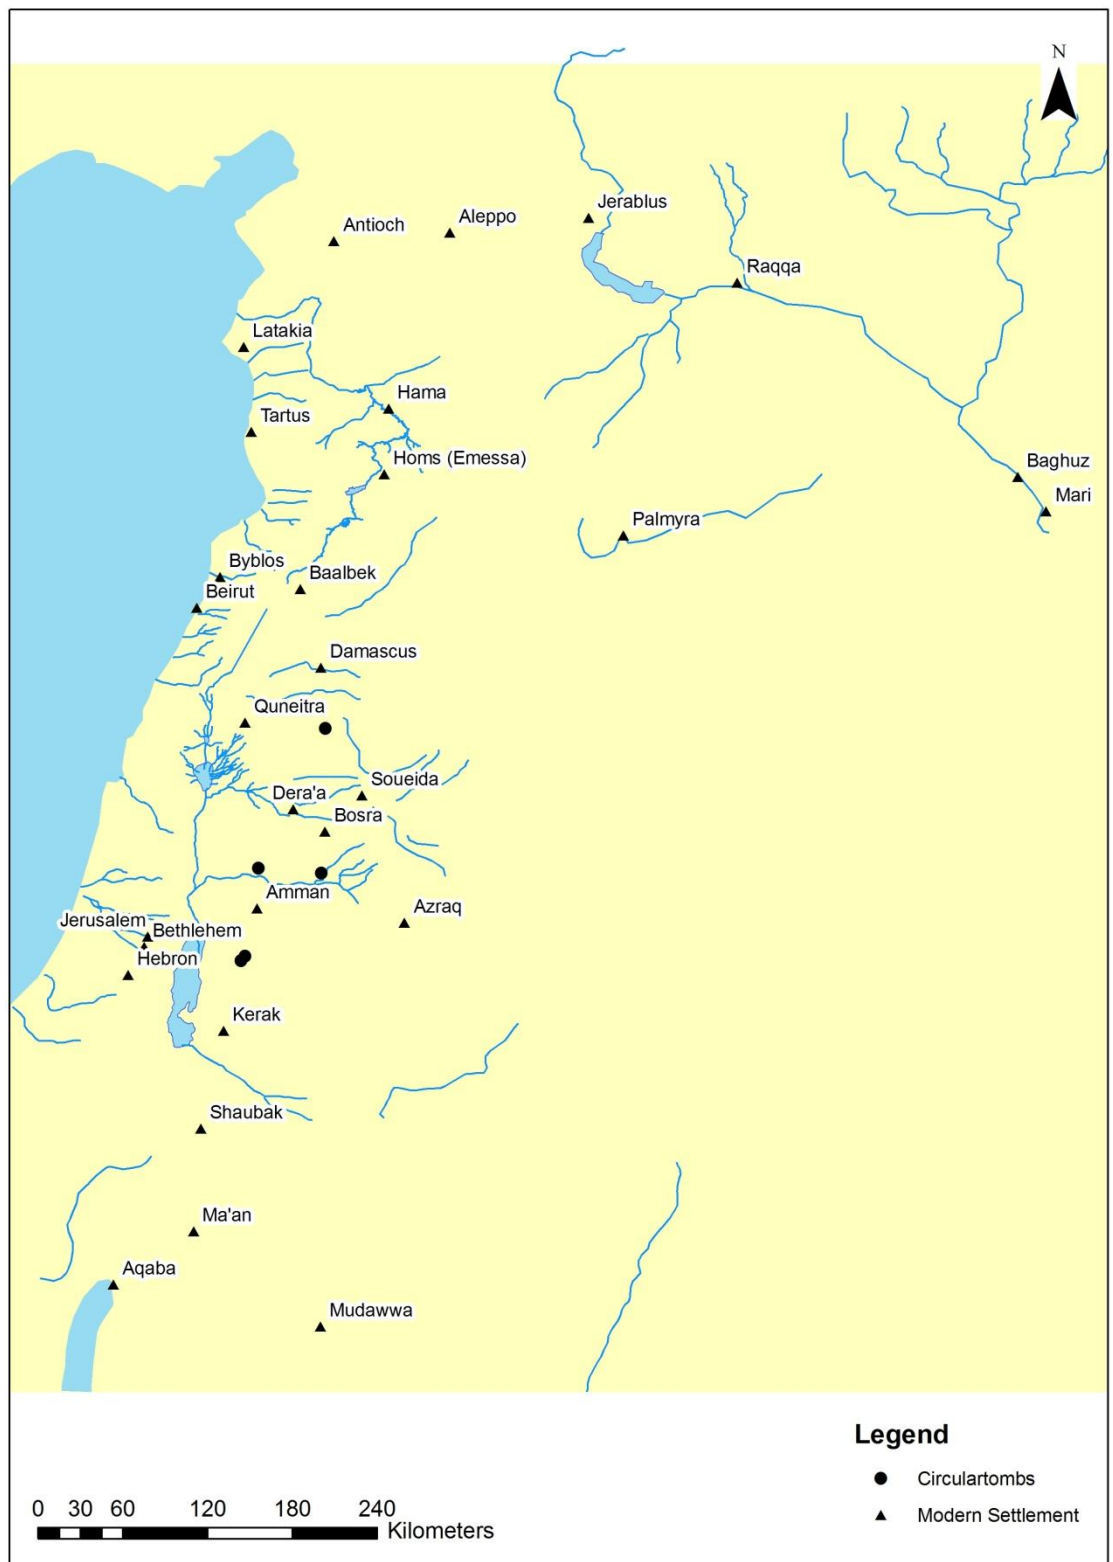 N
Jerablus
Aleppo
Antioch
Raqqa
Latakia
Hama
Tartus
Homs (Emessa)
Baghuz
Mari
Palmyra
Byblos
Baalbek
Beirut
Damascus
Quneitra
Soueida
Dera'a
Bosra
Amman
Azraq
Jerusalem
Bethlehem
Hebron
Kerak
Shaubak
Ma'an
Aqaba
Mudawwa
Legend
Circulartombs
Modern Settlement
0 30 60 120 180 240
Kilometers